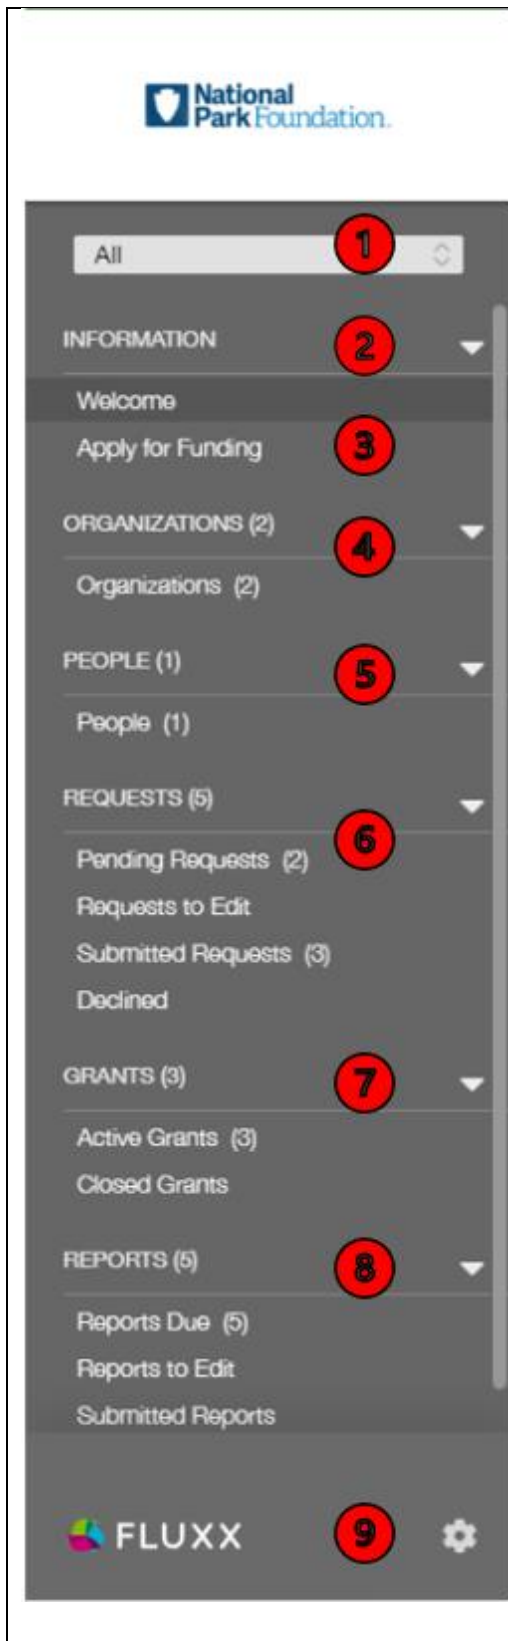 National
Park Foundation.
All 1
INFORMATION 2
Welcome
Apply for Funding 3
ORGANIZATIONS (2) 4
Organizations (2)
PEOPLE (1) 5
People (1)
REQUESTS (5) 6
Pending Requests (2)
Requests to Edit
Submitted Requests (3)
Declined
GRANTS (3) 7
Active Grants (3)
Closed Grants
REPORTS (5) 8
Reports Due (5)
Reports to Edit
Submitted Reports
FLUXX 9